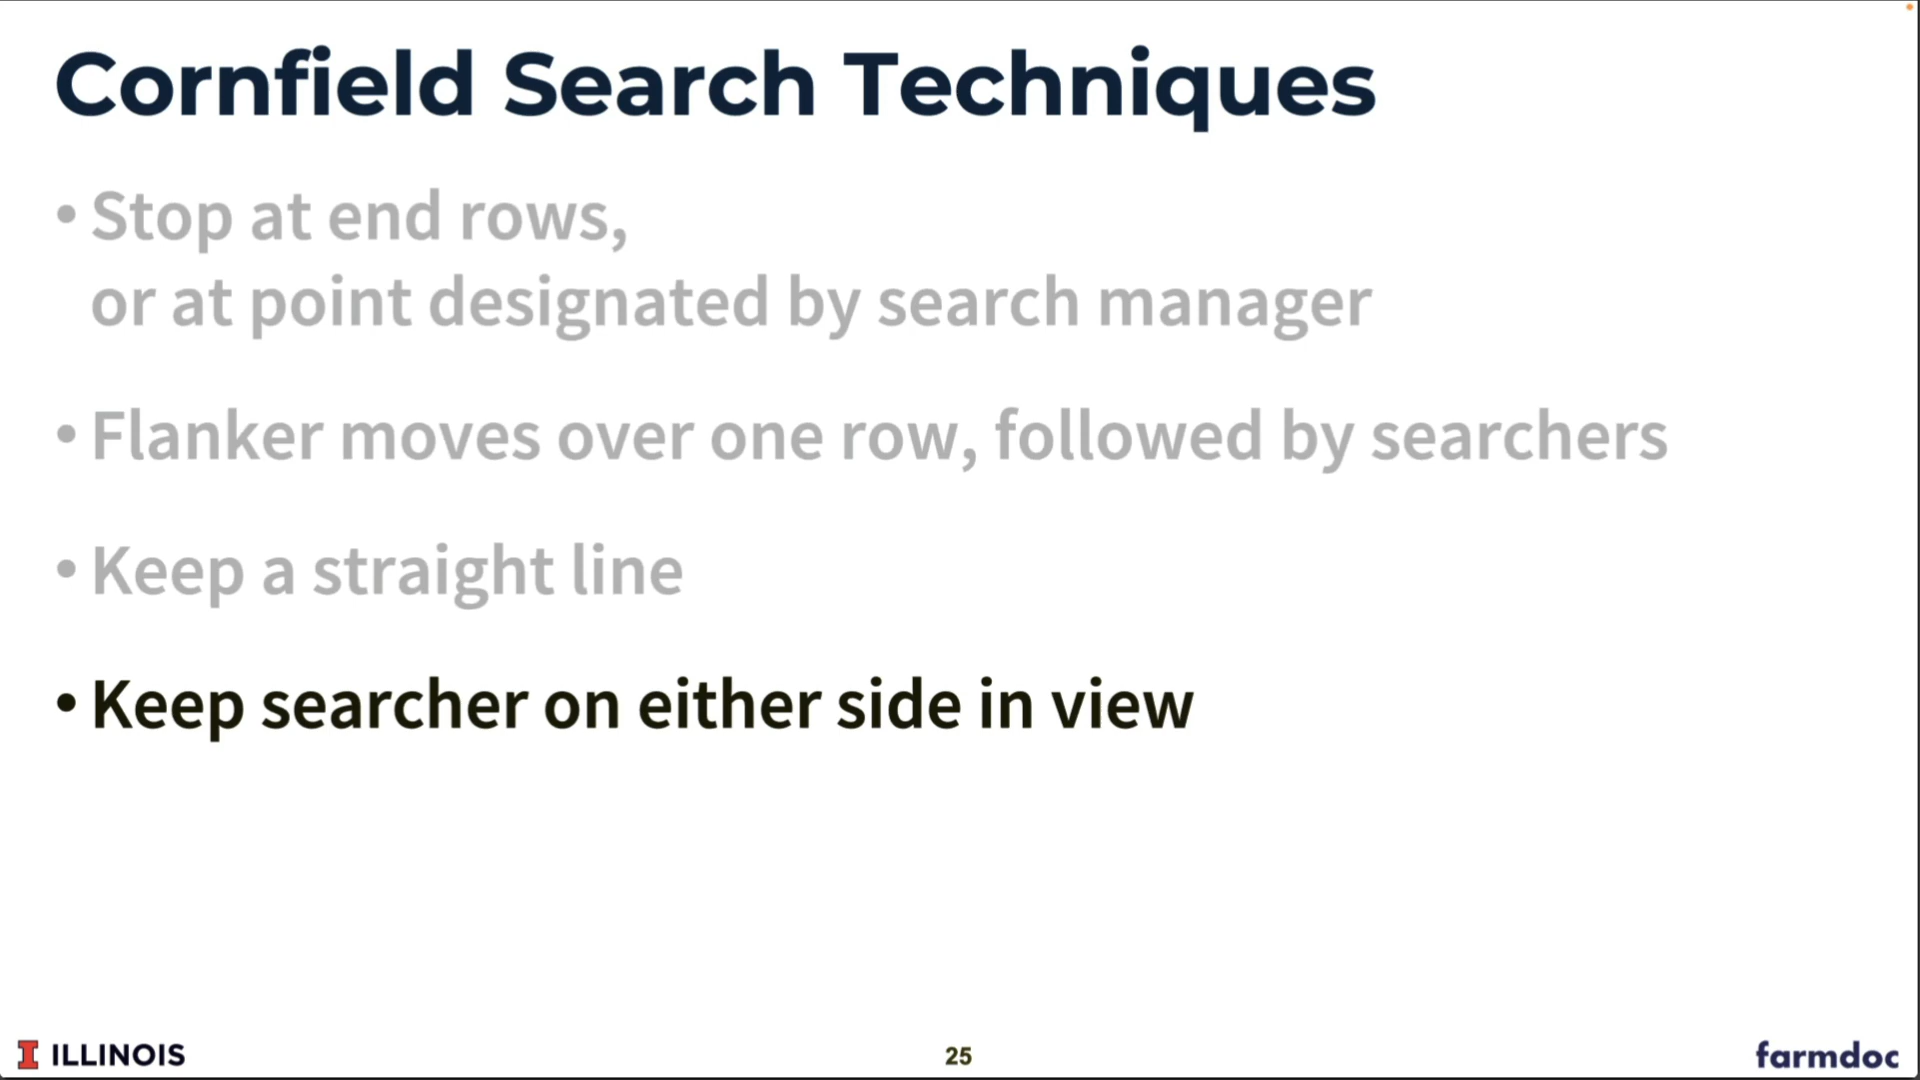 Cornfield Search Techniques
• Stop at end rows,
or at point designated by search manager
• Flanker moves over one row, followed by searchers
• Keep a straight line
• Keep searcher on either side in view
I ILLINOIS
25
farmdoc